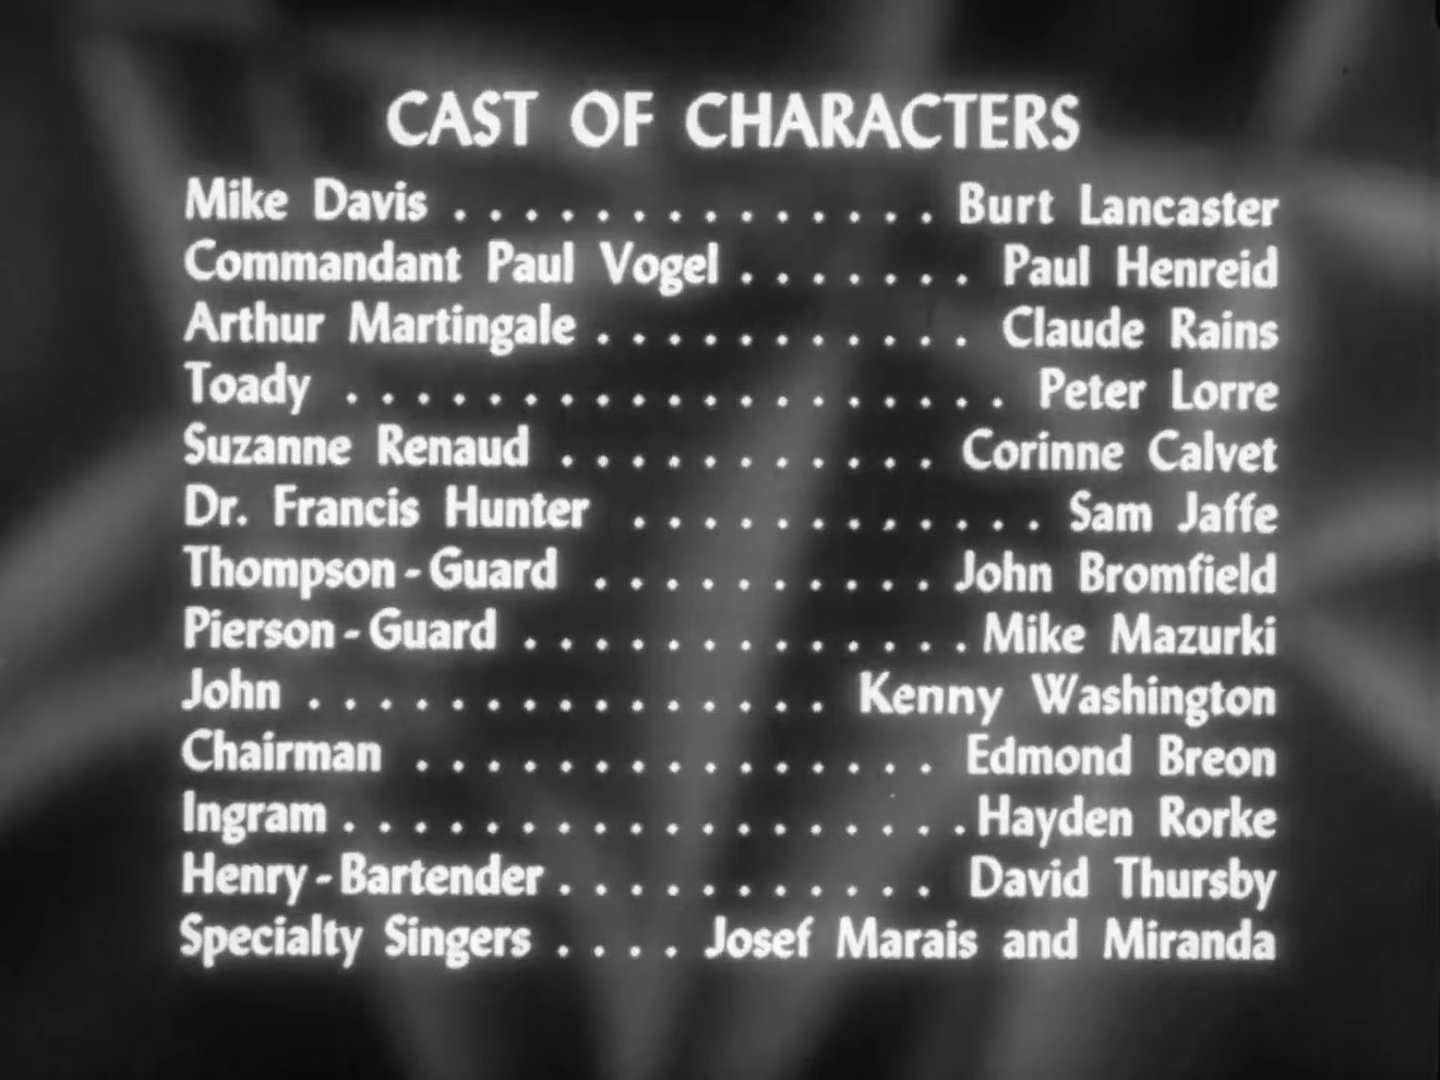 CAST OF CHARACTERS
Mike Davis . . . . . . . . . . . . . . Burt Lancaster
Commandant Paul Vogel . . . . . . . Paul Henreid
Arthur Martingale . . . . . . . . . . . Claude Rains
Toady . . . . . . . . . . . . . . . . . . . Peter Lorre
Suzanne Renaud . . . . . . . . . . . Corinne Calvet
Dr. Francis Hunter . . . . . . . . . . . . Sam Jaffe
Thompson - Guard . . . . . . . . . . John Bromfield
Pierson - Guard . . . . . . . . . . . . . Mike Mazurki
John . . . . . . . . . . . . . . . Kenny Washington
Chairman . . . . . . . . . . . . . . . Edmond Breon
Ingram . . . . . . . . . . . . . . . . . . Hayden Rorke
Henry - Bartender . . . . . . . . . . . David Thursby
Specialty Singers . . . . Josef Marais and Miranda